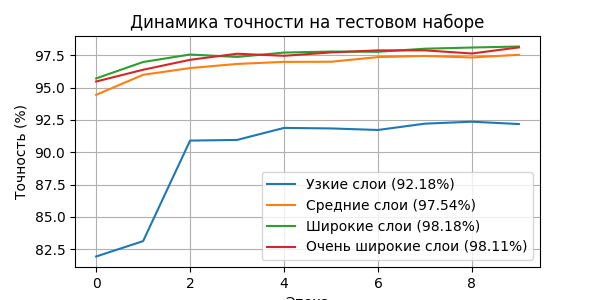 Динамика точности на тестовом наборе
Точность (%)
97.5
95.0
92.5
90.0
87.5
85.0
82.5
Узкие слои (92.18%)
Средние слои (97.54%)
Широкие слои (98.18%)
Очень широкие слои (98.11%)
0 2 4 6 8